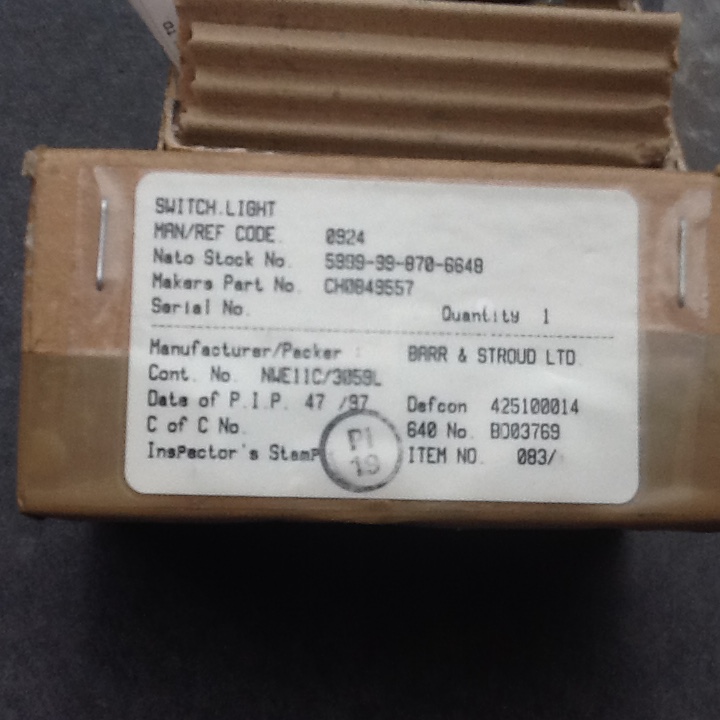 SWITCH.LIGHT
MAN/REF CODE. 0924
Nato Stock No. 5999-99-870-6648
Makers Part No. CH0849557
Serial No. Quantity 1
Manufacturer/Packer : BARR & STROUD LTD.
Cont. No. NWE11C/3059L
Date of P.I.P. 47 /97 Defcon 425100014
C of C No. 640 No. BD03769
Inspector's Stamp PI 19 ITEM NO. 083/